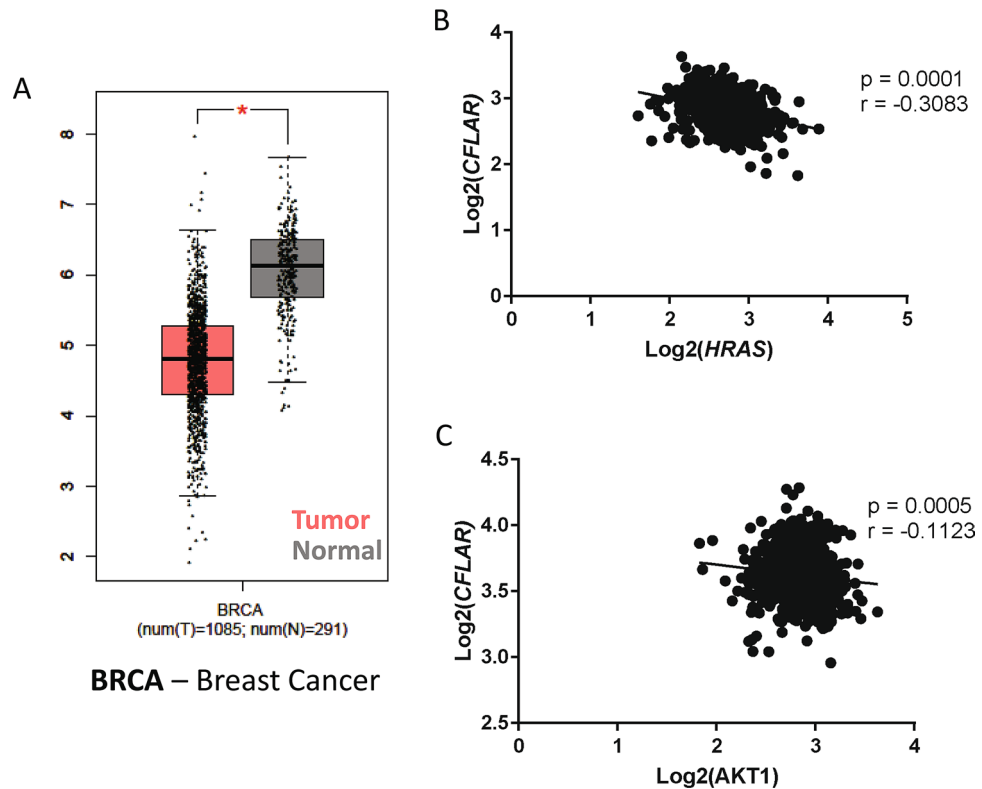 A
*
8
7
6
5
4
3
2
Tumor
Normal
BRCA
(num(T)=1085; num(N)=291)
BRCA – Breast Cancer
B
4
3
2
1
0
Log2(CFLAR)
p = 0.0001
r = -0.3083
0 1 2 3 4 5
Log2(HRAS)
C
4.5
4.0
3.5
3.0
2.5
Log2(CFLAR)
p = 0.0005
r = -0.1123
0 1 2 3 4
Log2(AKT1)